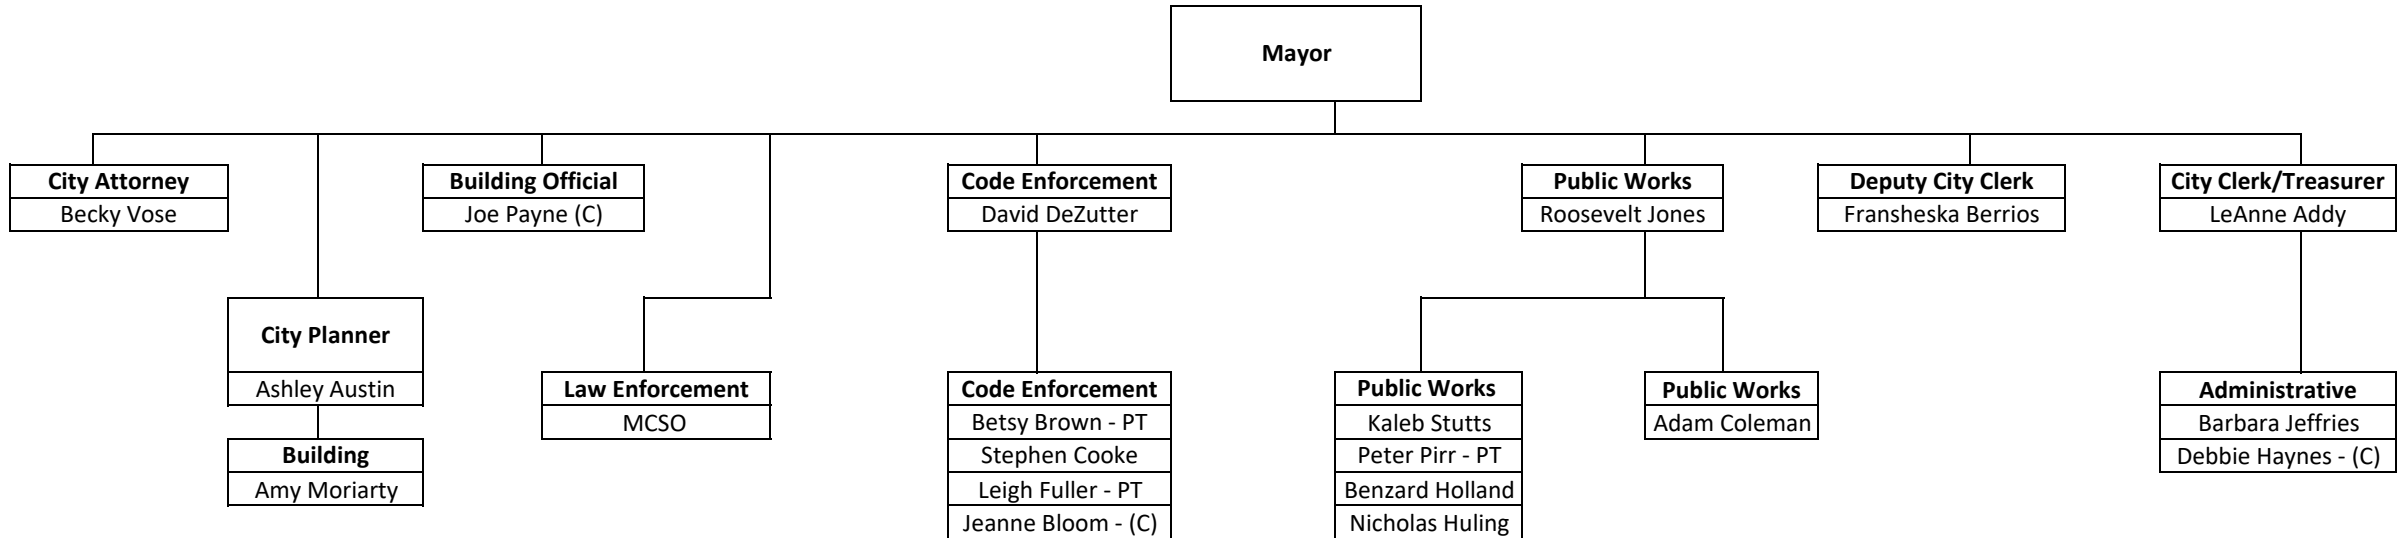 Mayor
City Attorney
Becky Vose
Building Official
Joe Payne (C)
Code Enforcement
David DeZutter
Public Works
Roosevelt Jones
Deputy City Clerk
Fransheska Berrios
City Clerk/Treasurer
LeAnne Addy
City Planner
Ashley Austin
Building
Amy Moriarty
Law Enforcement
MCSO
Code Enforcement
Betsy Brown - PT
Stephen Cooke
Leigh Fuller - PT
Jeanne Bloom - (C)
Public Works
Kaleb Stutts
Peter Pirr - PT
Benzard Holland
Nicholas Huling
Public Works
Adam Coleman
Administrative
Barbara Jeffries
Debbie Haynes - (C)